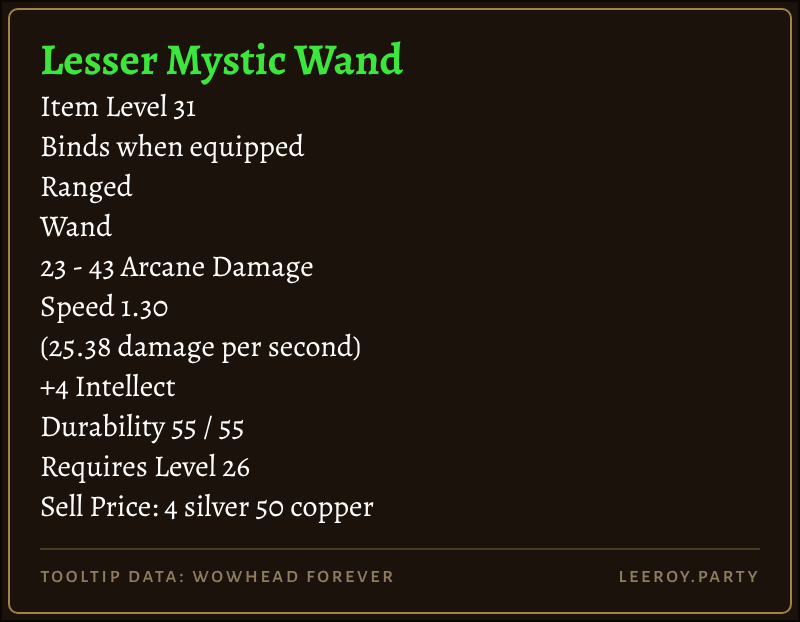 Lesser Mystic Wand
Item Level 31
Binds when equipped
Ranged
Wand
23 - 43 Arcane Damage
Speed 1.30
(25.38 damage per second)
+4 Intellect
Durability 55 / 55
Requires Level 26
Sell Price: 4 silver 50 copper
TOOLTIP DATA: WOWHEAD FOREVER
LEEROY.PARTY